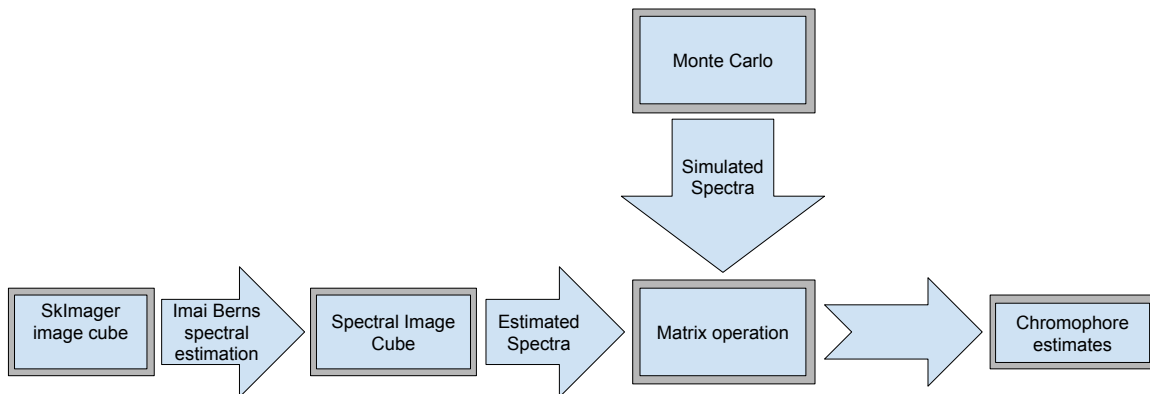 Monte Carlo
Simulated
Spectra
SkImager
image cube
Imai Berns
spectral
estimation
Spectral Image
Cube
Estimated
Spectra
Matrix operation
Chromophore
estimates